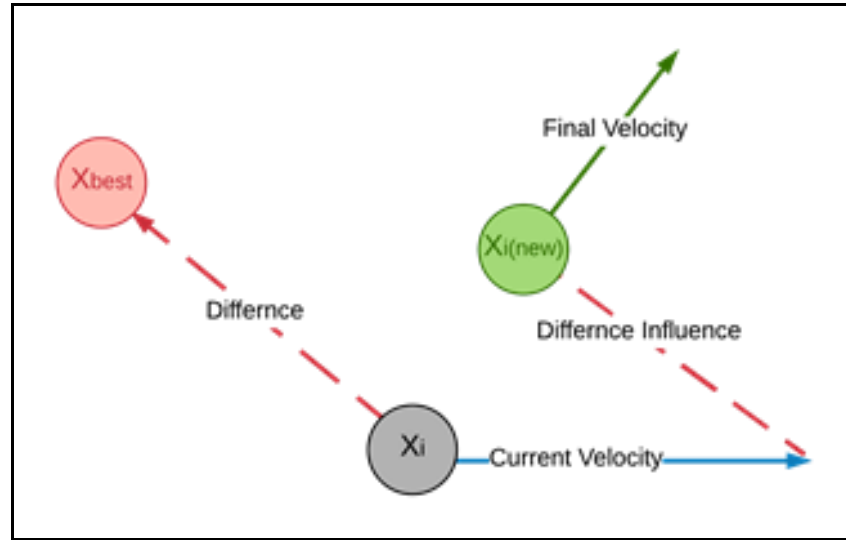 Final Velocity
Xbest
Xi(new)
Differnce
Differnce Influence
Xi
Current Velocity